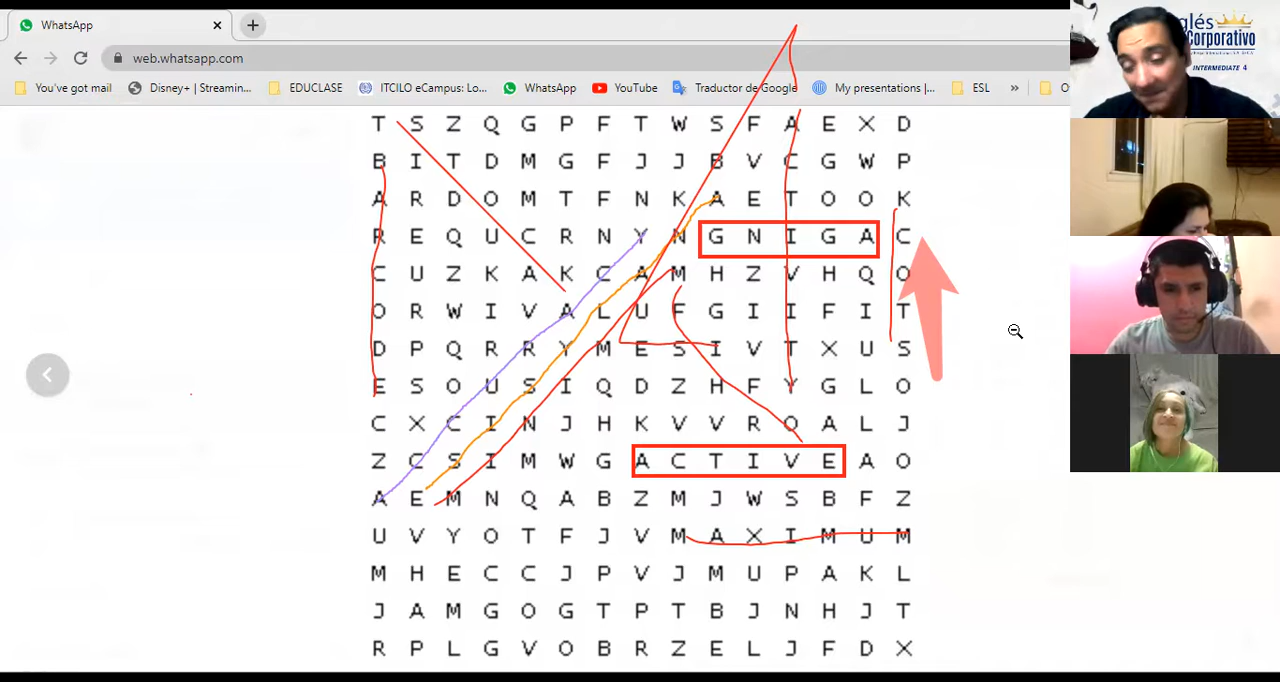 WhatsApp
web.whatsapp.com
You've got mail Disney+ | Streamin... EDUCLASE ITCILO eCampus: Lo... WhatsApp YouTube Traductor de Google My presentations |... ESL » O
T S Z Q G P F T W S F A E X D
B I T D M G F J J B V C G W P
A R D O M T F N K A E T O O K
R E Q U C R N Y N G N I G A C
C U Z K A K C A M H Z V H Q O
O R W I V A L U F G I I F I T
D P Q R R Y M E S I V T X U S
E S O U S I Q D Z H F Y G L O
C X C I N J H K V V R O A L J
Z C S I M W G A C T I V E A O
A E M N Q A B Z M J W S B F Z
U V Y O T F J V M A X I M U M
M H E C C J P V J M U P A K L
J A M G O G T P T B J N H J T
R P L G V O B R Z E L J F D X
glés
Corporativo
INTERMEDIATE 4